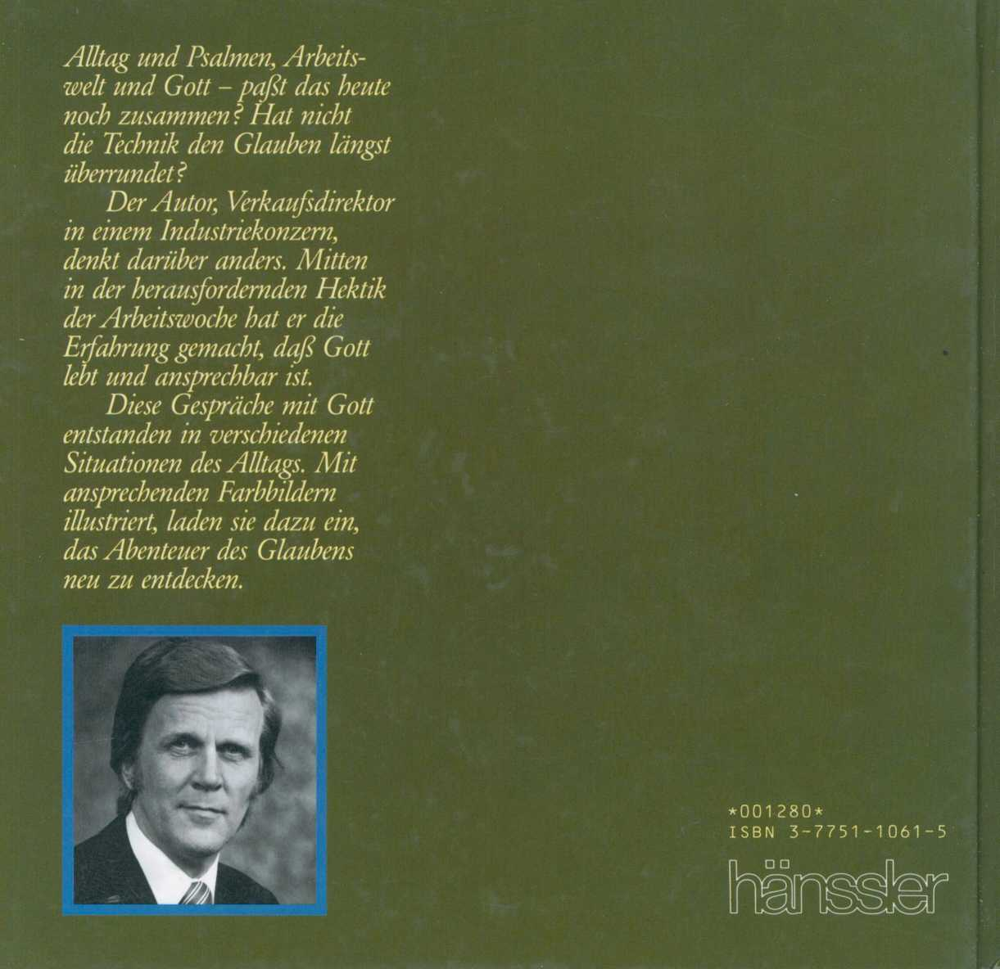 Alltag und Psalmen, Arbeits-
welt und Gott – paßt das heute
noch zusammen? Hat nicht
die Technik den Glauben längst
überrundet?
Der Autor, Verkaufsdirektor
in einem Industriekonzern,
denkt darüber anders. Mitten
in der herausfordernden Hektik
der Arbeitswoche hat er die
Erfahrung gemacht, daß Gott
lebt und ansprechbar ist.
Diese Gespräche mit Gott
entstanden in verschiedenen
Situationen des Alltags. Mit
ansprechenden Farbbildern
illustriert, laden sie dazu ein,
das Abenteuer des Glaubens
neu zu entdecken.
*001280*
ISBN 3-7751-1061-5
hänssler